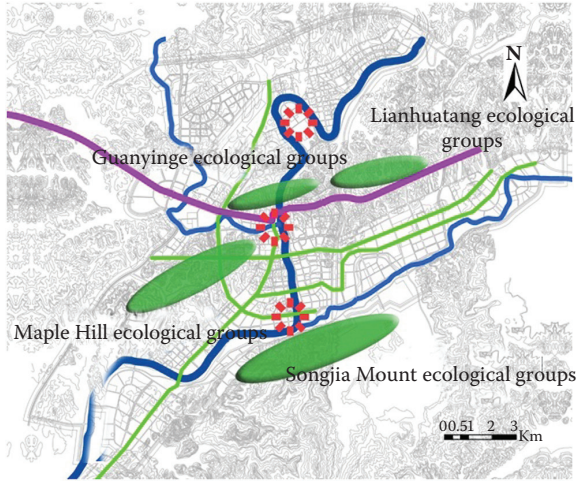 N
Lianhuatang ecological
groups
Guanyinge ecological groups
Maple Hill ecological groups
Songjia Mount ecological groups
00.51 2 3
Km